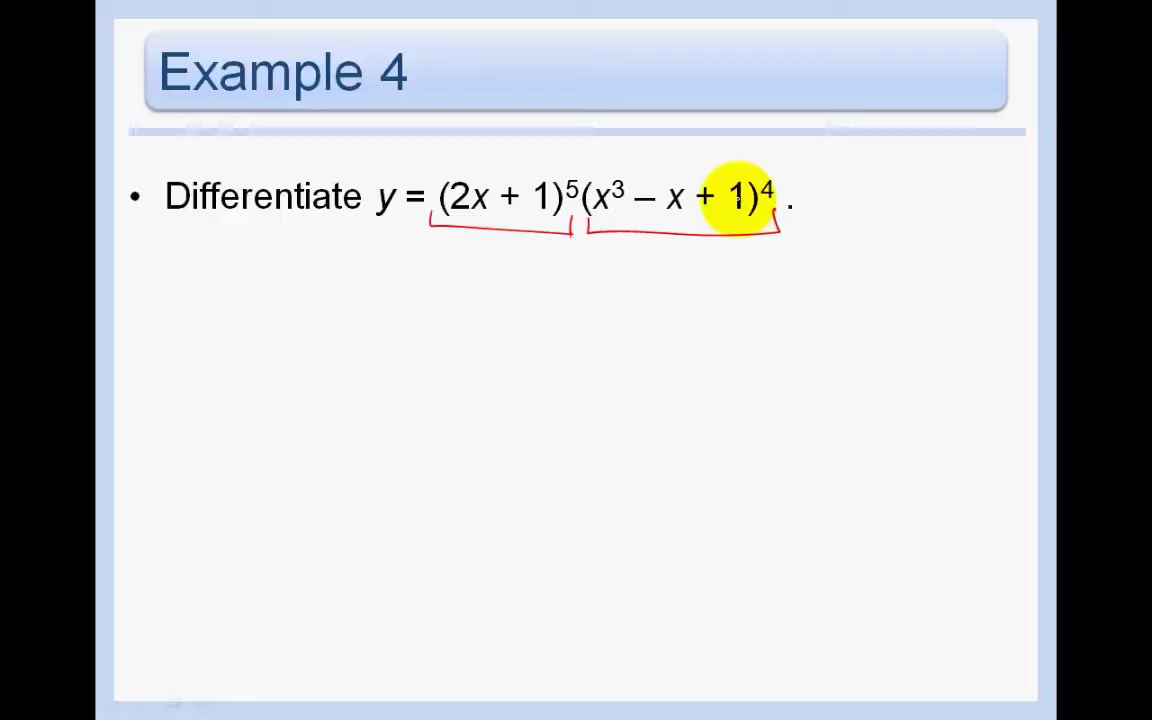 Example 4
• Differentiate y = (2x + 1)⁵(x³ – x + 1)⁴ .